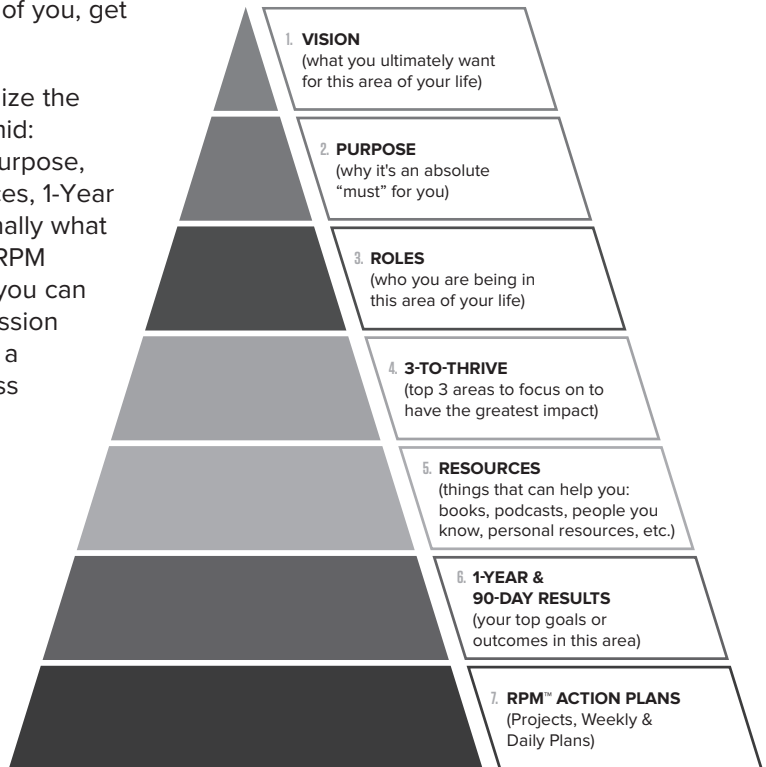 of you, get
ize the
nid:
urpose,
ces, 1-Year
nally what
RPM
you can
ssion
a
ss
1. VISION
(what you ultimately want
for this area of your life)
2. PURPOSE
(why it's an absolute
“must” for you)
3. ROLES
(who you are being in
this area of your life)
4. 3-TO-THRIVE
(top 3 areas to focus on to
have the greatest impact)
5. RESOURCES
(things that can help you:
books, podcasts, people you
know, personal resources, etc.)
6. 1-YEAR &
90-DAY RESULTS
(your top goals or
outcomes in this area)
7. RPM™ ACTION PLANS
(Projects, Weekly &
Daily Plans)